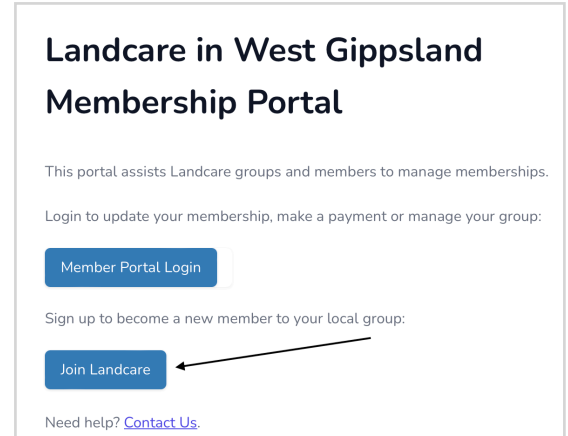 Landcare in West Gippsland
Membership Portal
This portal assists Landcare groups and members to manage memberships.
Login to update your membership, make a payment or manage your group:
Member Portal Login
Sign up to become a new member to your local group:
Join Landcare
Need help? Contact Us.